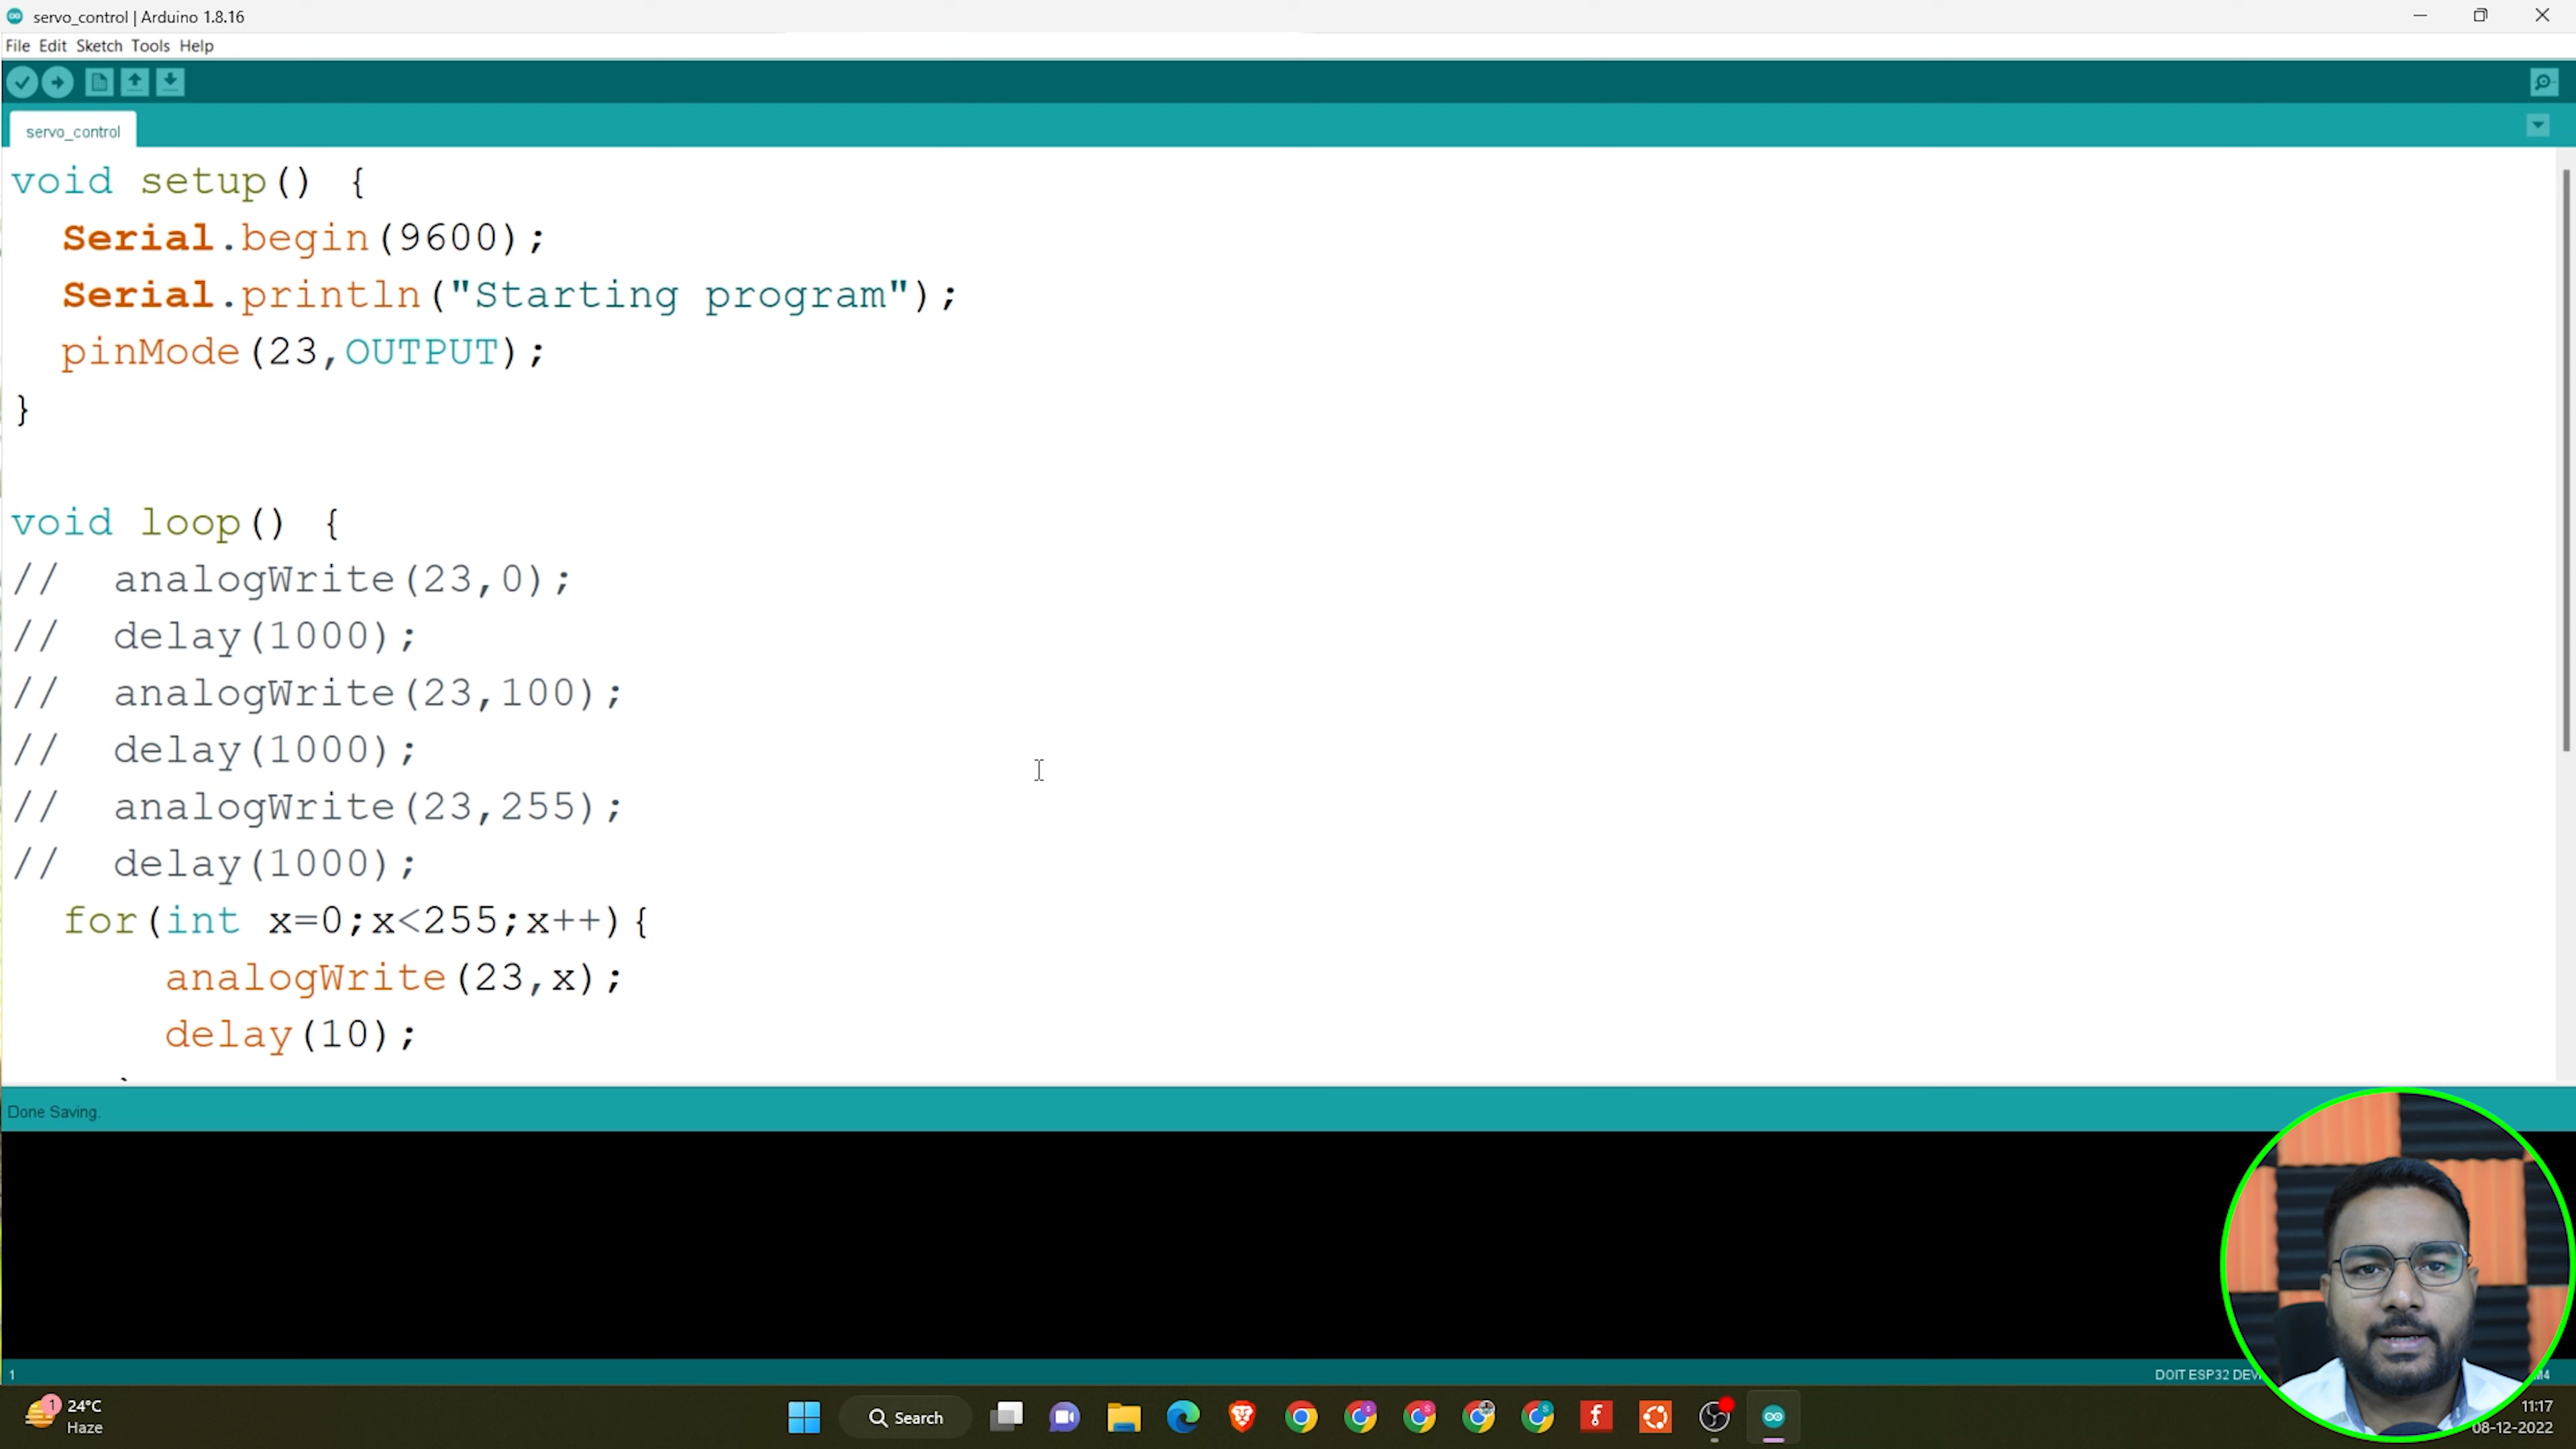 servo_control | Arduino 1.8.16
File Edit Sketch Tools Help
servo_control
void setup() {
  Serial.begin(9600);
  Serial.println("Starting program");
  pinMode(23,OUTPUT);
}
void loop() {
//  analogWrite(23,0);
//  delay(1000);
//  analogWrite(23,100);
//  delay(1000);
//  analogWrite(23,255);
//  delay(1000);
  for(int x=0;x<255;x++){
      analogWrite(23,x);
      delay(10);
Done Saving.
1
DOIT ESP32
1
24°C
Haze
Search
11:17
08-12-2022